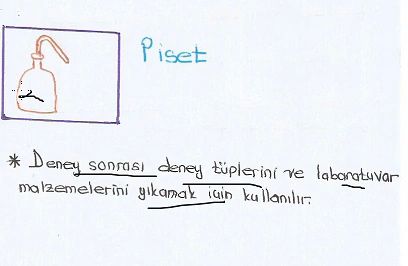 Piset
* Deney sonrası deney tüplerini ve labaratuvar
malzemelerini yıkamak için kullanılır.